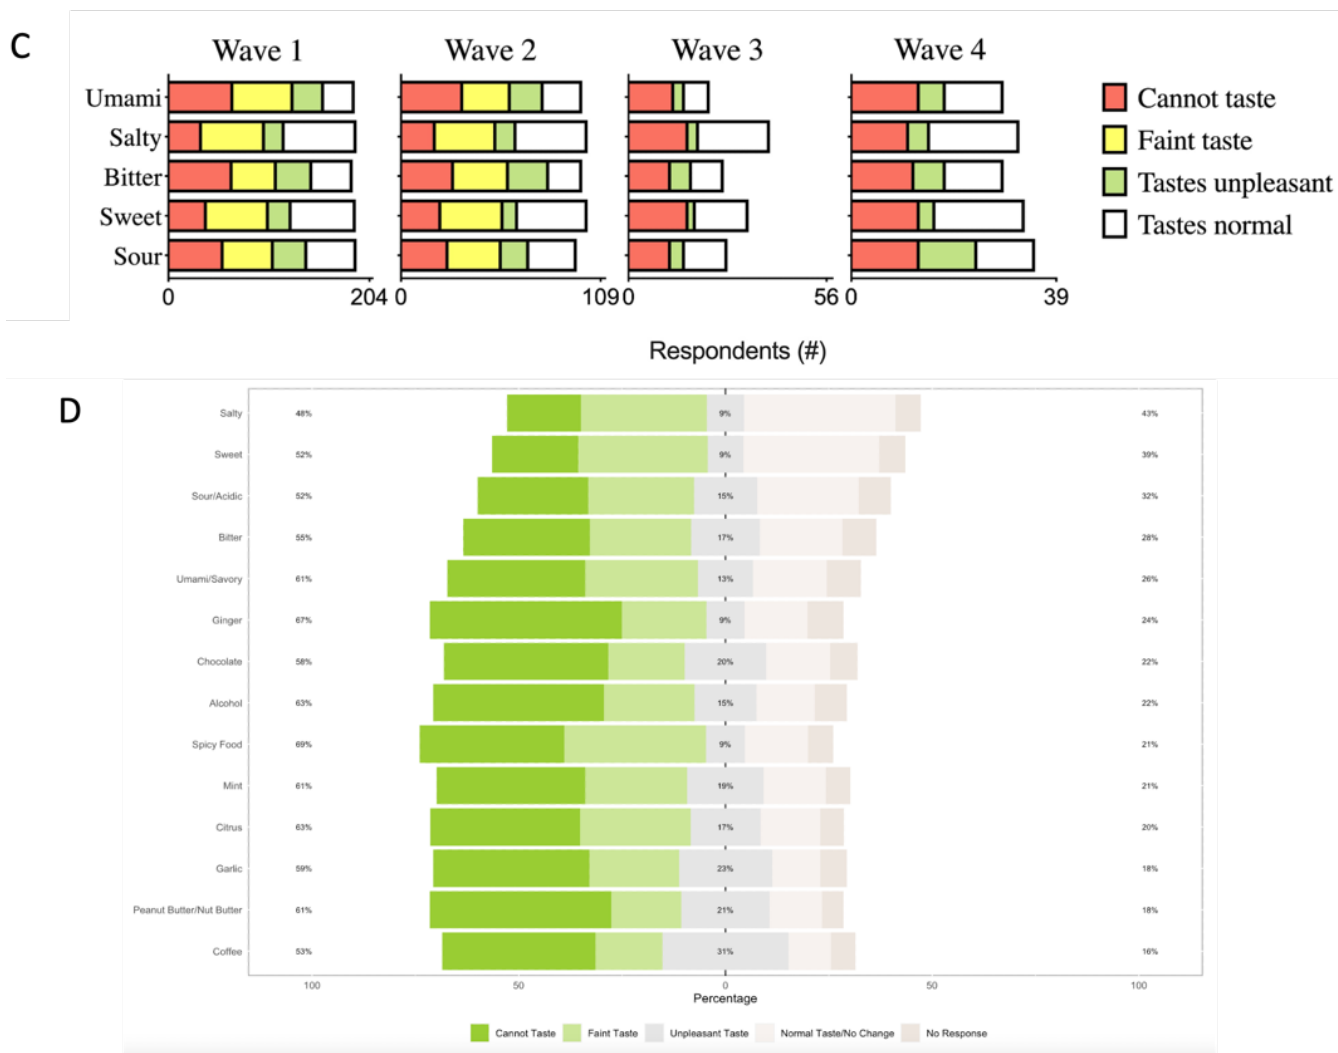 C
Wave 1 Wave 2 Wave 3 Wave 4
Umami
Salty
Bitter
Sweet
Sour
Cannot taste
Faint taste
Tastes unpleasant
Tastes normal
0 204 0 109 0 56 0 39
Respondents (#)
D
Salty 48% 9% 43%
Sweet 52% 9% 39%
Sour/Acidic 52% 15% 32%
Bitter 55% 17% 28%
Umami/Savory 61% 13% 26%
Ginger 67% 9% 24%
Chocolate 58% 20% 22%
Alcohol 63% 15% 22%
Spicy Food 69% 9% 21%
Mint 61% 19% 21%
Citrus 63% 17% 20%
Garlic 59% 23% 18%
Peanut Butter/Nut Butter 61% 21% 18%
Coffee 53% 31% 16%
100 50 0 50 100
Percentage
Cannot Taste Faint Taste Unpleasant Taste Normal Taste/No Change No Response